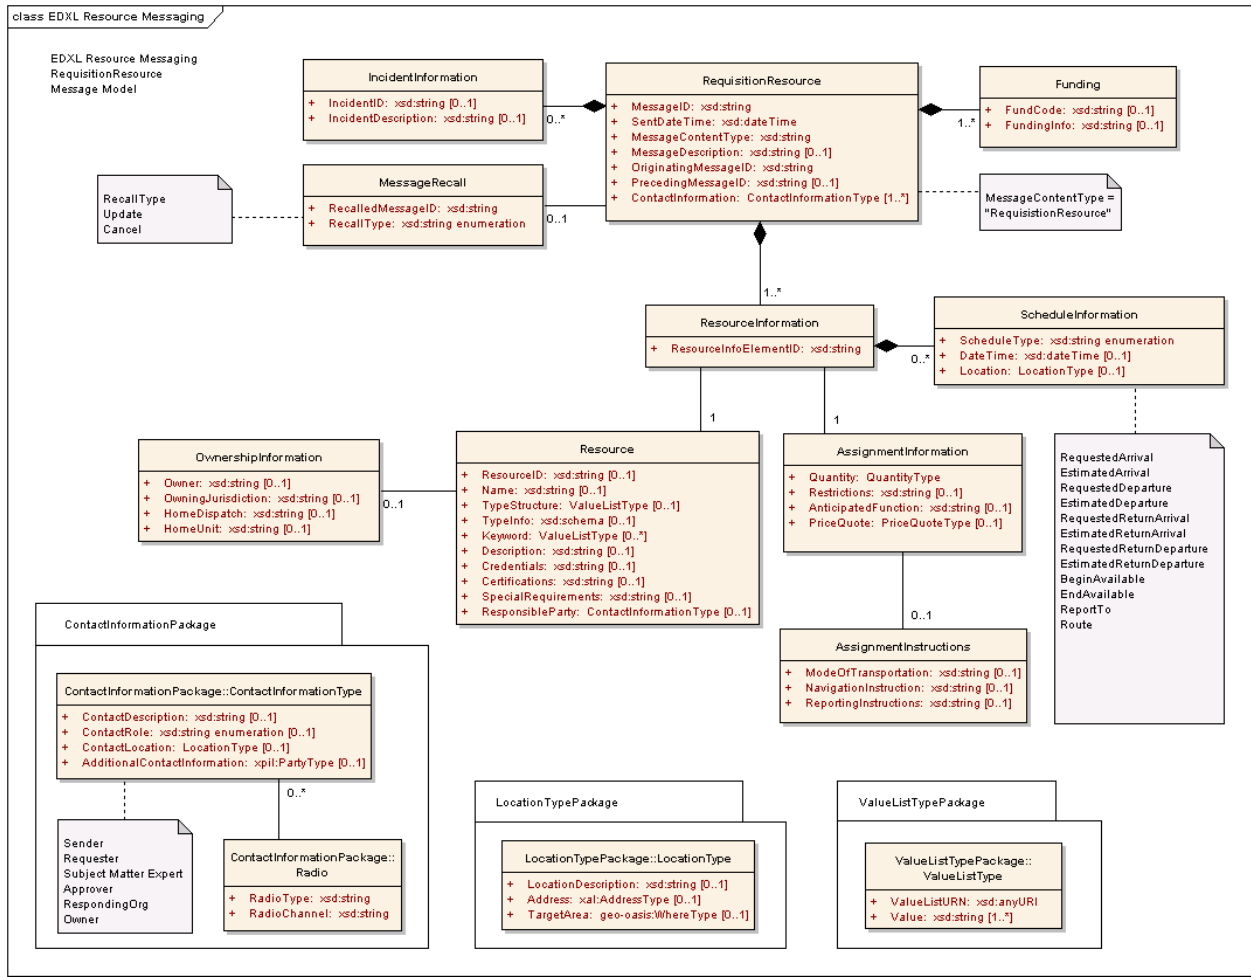 class EDXL Resource Messaging
EDXL Resource Messaging
RequisitionResource
Message Model
IncidentInformation
+ IncidentID: xsd:string [0..1]
+ IncidentDescription: xsd:string [0..1]
0..*
RequisitionResource
+ MessageID: xsd:string
+ SentDateTime: xsd:dateTime
+ MessageContentType: xsd:string
+ MessageDescription: xsd:string [0..1]
+ OriginatingMessageID: xsd:string
+ PrecedingMessageID: xsd:string [0..1]
+ ContactInformation: ContactInformationType [1..*]
Funding
+ FundCode: xsd:string [0..1]
+ FundingInfo: xsd:string [0..1]
1..*
RecallType
Update
Cancel
MessageRecall
+ RecalledMessageID: xsd:string
+ RecallType: xsd:string enumeration
0..1
MessageContentType =
"RequisistionResource"
1..*
ResourceInformation
+ ResourceInfoElementID: xsd:string
0..*
ScheduleInformation
+ ScheduleType: xsd:string enumeration
+ DateTime: xsd:dateTime [0..1]
+ Location: LocationType [0..1]
1
1
OwnershipInformation
+ Owner: xsd:string [0..1]
+ OwningJurisdiction: xsd:string [0..1]
+ HomeDispatch: xsd:string [0..1]
+ HomeUnit: xsd:string [0..1]
0..1
Resource
+ ResourceID: xsd:string [0..1]
+ Name: xsd:string [0..1]
+ TypeStructure: ValueListType [0..1]
+ TypeInfo: xsd:schema [0..1]
+ Keyword: ValueListType [0..*]
+ Description: xsd:string [0..1]
+ Credentials: xsd:string [0..1]
+ Certifications: xsd:string [0..1]
+ SpecialRequirements: xsd:string [0..1]
+ ResponsibleParty: ContactInformationType [0..1]
AssignmentInformation
+ Quantity: QuantityType
+ Restrictions: xsd:string [0..1]
+ AnticipatedFunction: xsd:string [0..1]
+ PriceQuote: PriceQuoteType [0..1]
0..1
AssignmentInstructions
+ ModeOfTransportation: xsd:string [0..1]
+ NavigationInstruction: xsd:string [0..1]
+ ReportingInstructions: xsd:string [0..1]
RequestedArrival
EstimatedArrival
RequestedDeparture
EstimatedDeparture
RequestedReturnArrival
EstimatedReturnArrival
RequestedReturnDeparture
EstimatedReturnDeparture
BeginAvailable
EndAvailable
ReportTo
Route
ContactInformationPackage
ContactInformationPackage::ContactInformationType
+ ContactDescription: xsd:string [0..1]
+ ContactRole: xsd:string enumeration [0..1]
+ ContactLocation: LocationType [0..1]
+ AdditionalContactInformation: xpil:PartyType [0..1]
0..*
Sender
Requester
Subject Matter Expert
Approver
RespondingOrg
Owner
ContactInformationPackage::
Radio
+ RadioType: xsd:string
+ RadioChannel: xsd:string
LocationTypePackage
LocationTypePackage::LocationType
+ LocationDescription: xsd:string [0..1]
+ Address: xal:AddressType [0..1]
+ TargetArea: geo-oasis:WhereType [0..1]
ValueListTypePackage
ValueListTypePackage::
ValueListType
+ ValueListURN: xsd:anyURI
+ Value: xsd:string [1..*]